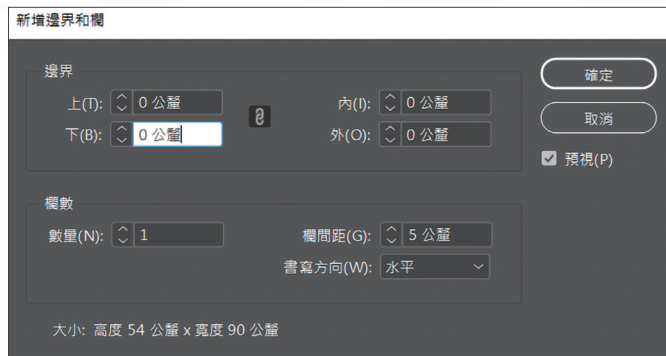 新增邊界和欄
邊界
上(T): 0 公釐
內(I): 0 公釐
確定
下(B): 0 公釐
外(O): 0 公釐
取消
預視(P)
欄數
數量(N): 1
欄間距(G): 5 公釐
書寫方向(W): 水平
大小: 高度 54 公釐 x 寬度 90 公釐